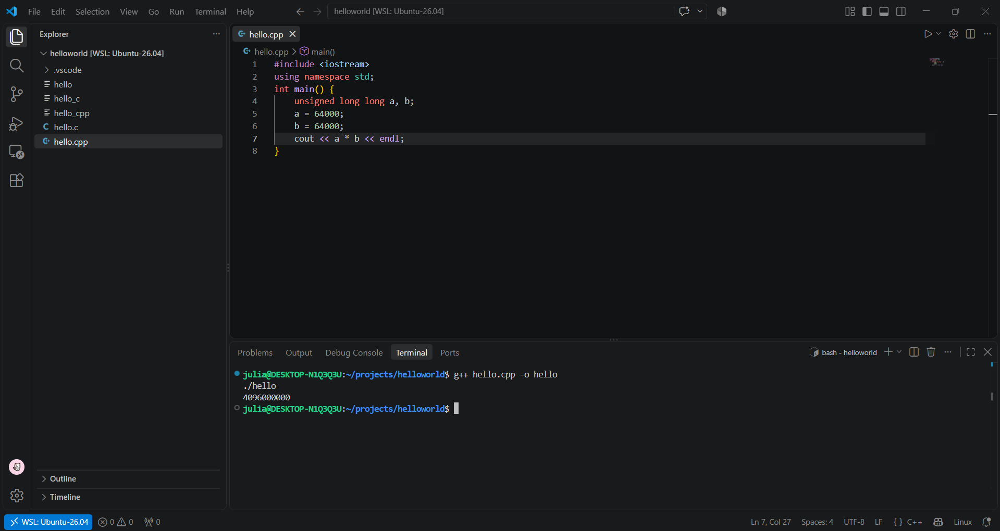 File Edit Selection View Go Run Terminal Help
helloworld [WSL: Ubuntu-26.04]
Explorer
helloworld [WSL: Ubuntu-26.04]
.vscode
hello
hello_c
hello_cpp
C hello.c
hello.cpp
Outline
Timeline
hello.cpp
hello.cpp > main()
1 #include <iostream>
2 using namespace std;
3 int main() {
4 unsigned long long a, b;
5 a = 64000;
6 b = 64000;
7 cout << a * b << endl;
8 }
Problems Output Debug Console Terminal Ports
bash - helloworld
julia@DESKTOP-N1Q3Q3U:~/projects/helloworld$ g++ hello.cpp -o hello
./hello
4096000000
julia@DESKTOP-N1Q3Q3U:~/projects/helloworld$
WSL: Ubuntu-26.04 0 0 0
Ln 7, Col 27 Spaces: 4 UTF-8 LF {} C++ Linux